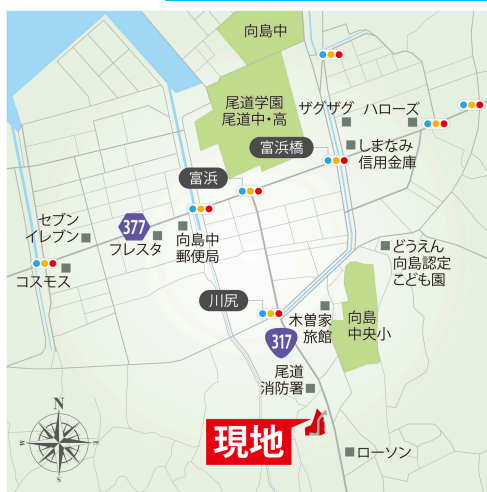 向島中
尾道学園
尾道中・高
ザグザグ
ハローズ
富浜橋
しまなみ
信用金庫
富浜
セブン
イレブン
377
フレスタ
向島中
郵便局
どうえん
向島認定
こども園
コスモス
川尻
木曽家
旅館
向島
中央小
317
尾道
消防署
現地
ローソン
N
W
E
S